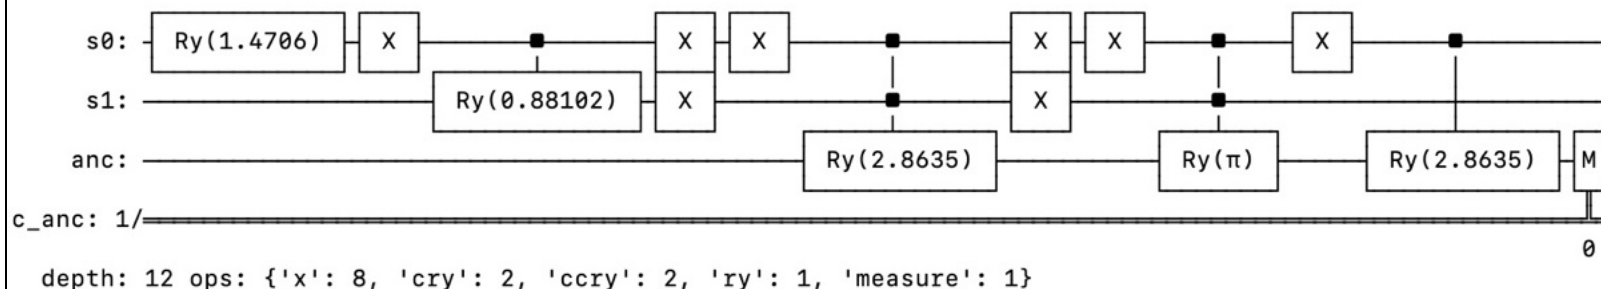 s0: Ry(1.4706) X X X X X X
s1: Ry(0.88102) X X
anc: Ry(2.8635) Ry(π) Ry(2.8635) M
c_anc: 1/
0
depth: 12 ops: {'x': 8, 'cry': 2, 'ccry': 2, 'ry': 1, 'measure': 1}